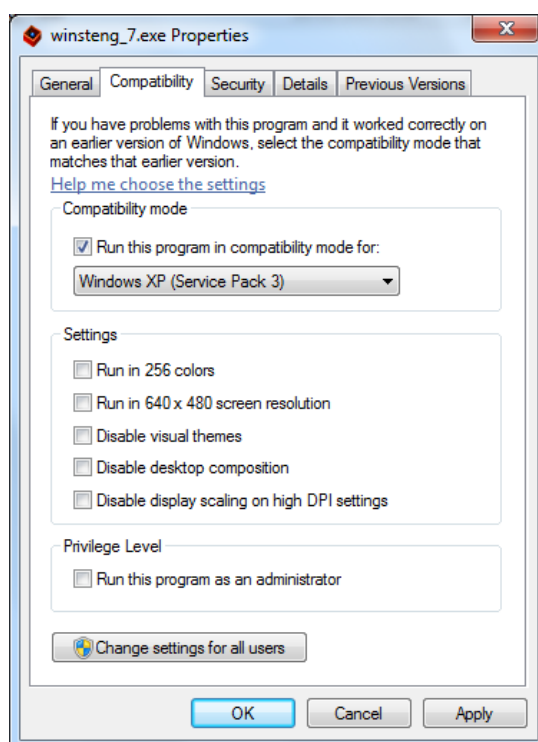 winsteng_7.exe Properties
General Compatibility Security Details Previous Versions
If you have problems with this program and it worked correctly on
an earlier version of Windows, select the compatibility mode that
matches that earlier version.
Help me choose the settings
Compatibility mode
Run this program in compatibility mode for:
Windows XP (Service Pack 3)
Settings
Run in 256 colors
Run in 640 x 480 screen resolution
Disable visual themes
Disable desktop composition
Disable display scaling on high DPI settings
Privilege Level
Run this program as an administrator
Change settings for all users
OK Cancel Apply